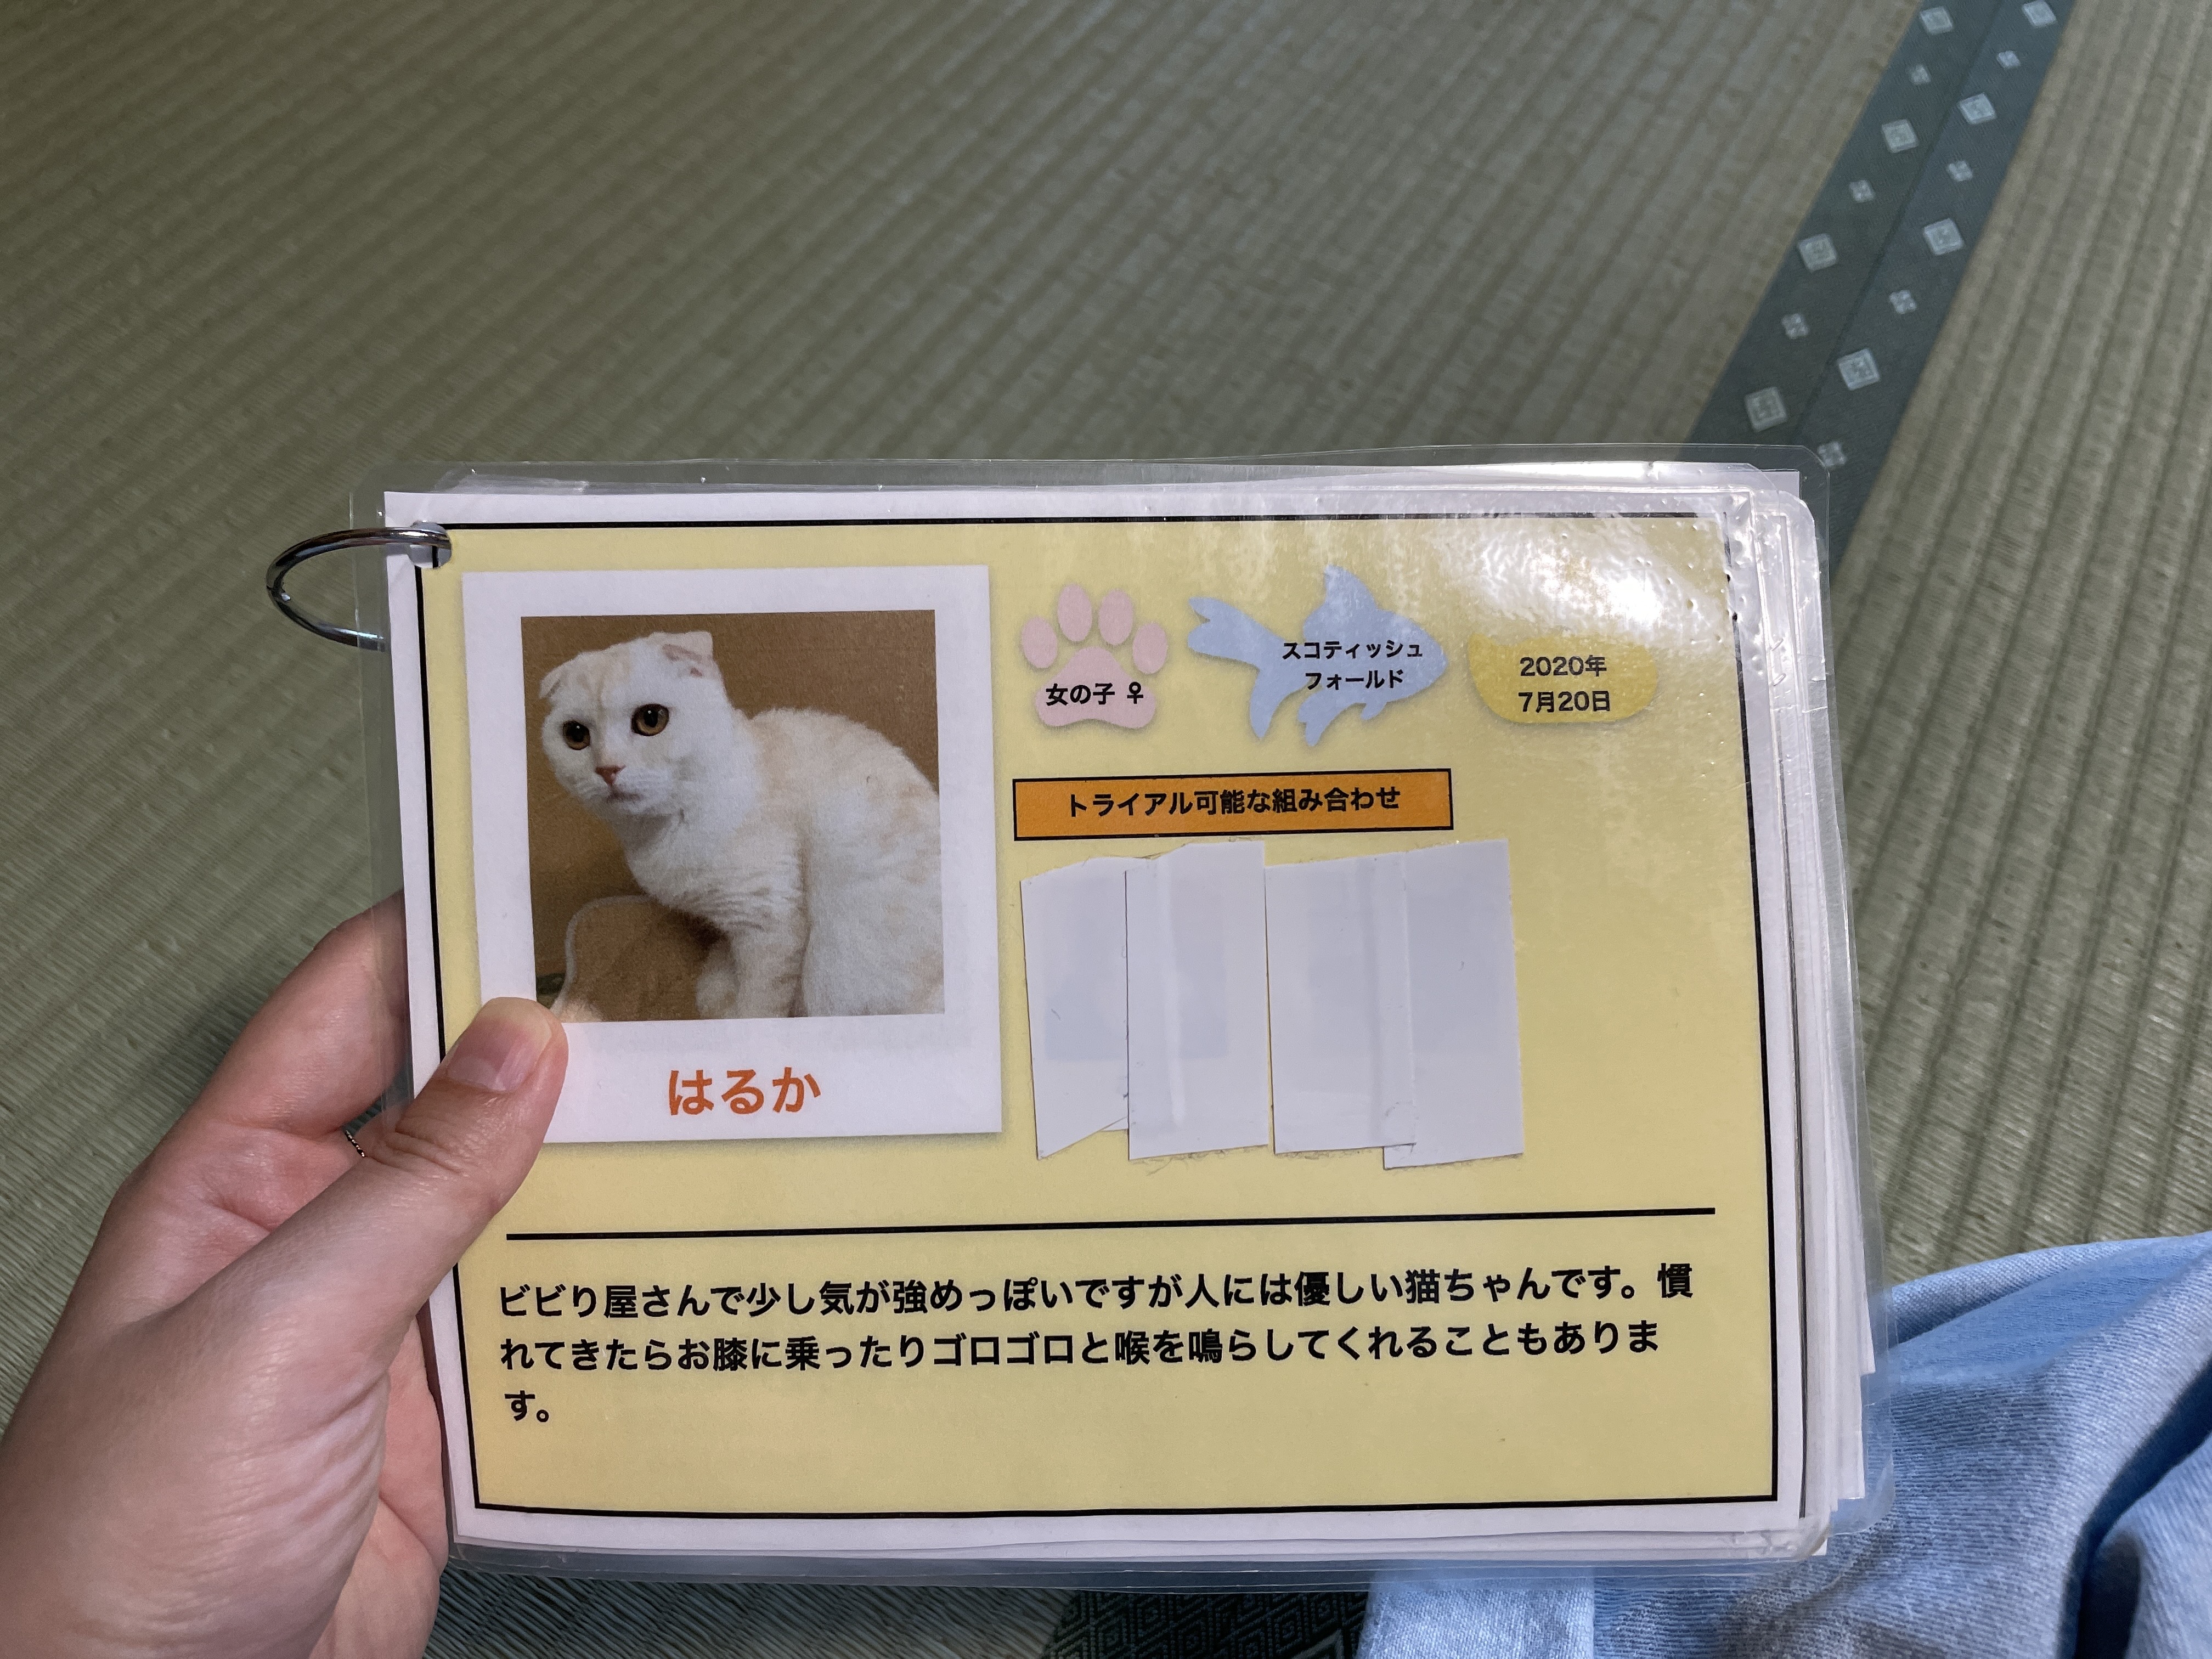 女の子 ♀
スコティッシュ
フォールド
2020年
7月20日
トライアル可能な組み合わせ
はるか
ビビり屋さんで少し気が強めっぽいですが人には優しい猫ちゃんです。慣
れてきたらお膝に乗ったりゴロゴロと喉を鳴らしてくれることもありま
す。